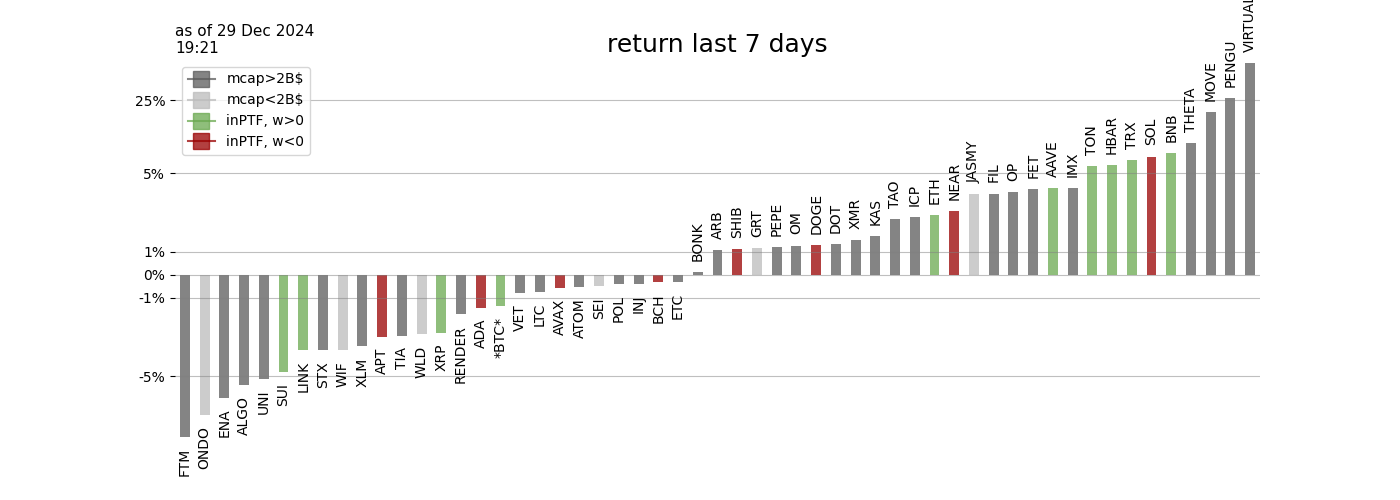 as of 29 Dec 2024
19:21
return last 7 days
mcap>2B$
mcap<2B$
inPTF, w>0
inPTF, w<0
25%
5%
1%
0%
-1%
-5%
FTM
ONDO
ENA
ALGO
UNI
SUI
LINK
STX
WIF
XLM
APT
TIA
WLD
XRP
RENDER
ADA
*BTC*
VET
LTC
AVAX
ATOM
SEI
POL
INJ
BCH
ETC
BONK
ARB
SHIB
GRT
PEPE
OM
DOGE
DOT
XMR
KAS
TAO
ICP
ETH
NEAR
JASMY
FIL
OP
FET
AAVE
IMX
TON
HBAR
TRX
SOL
BNB
THETA
MOVE
PENGU
VIRTUAL